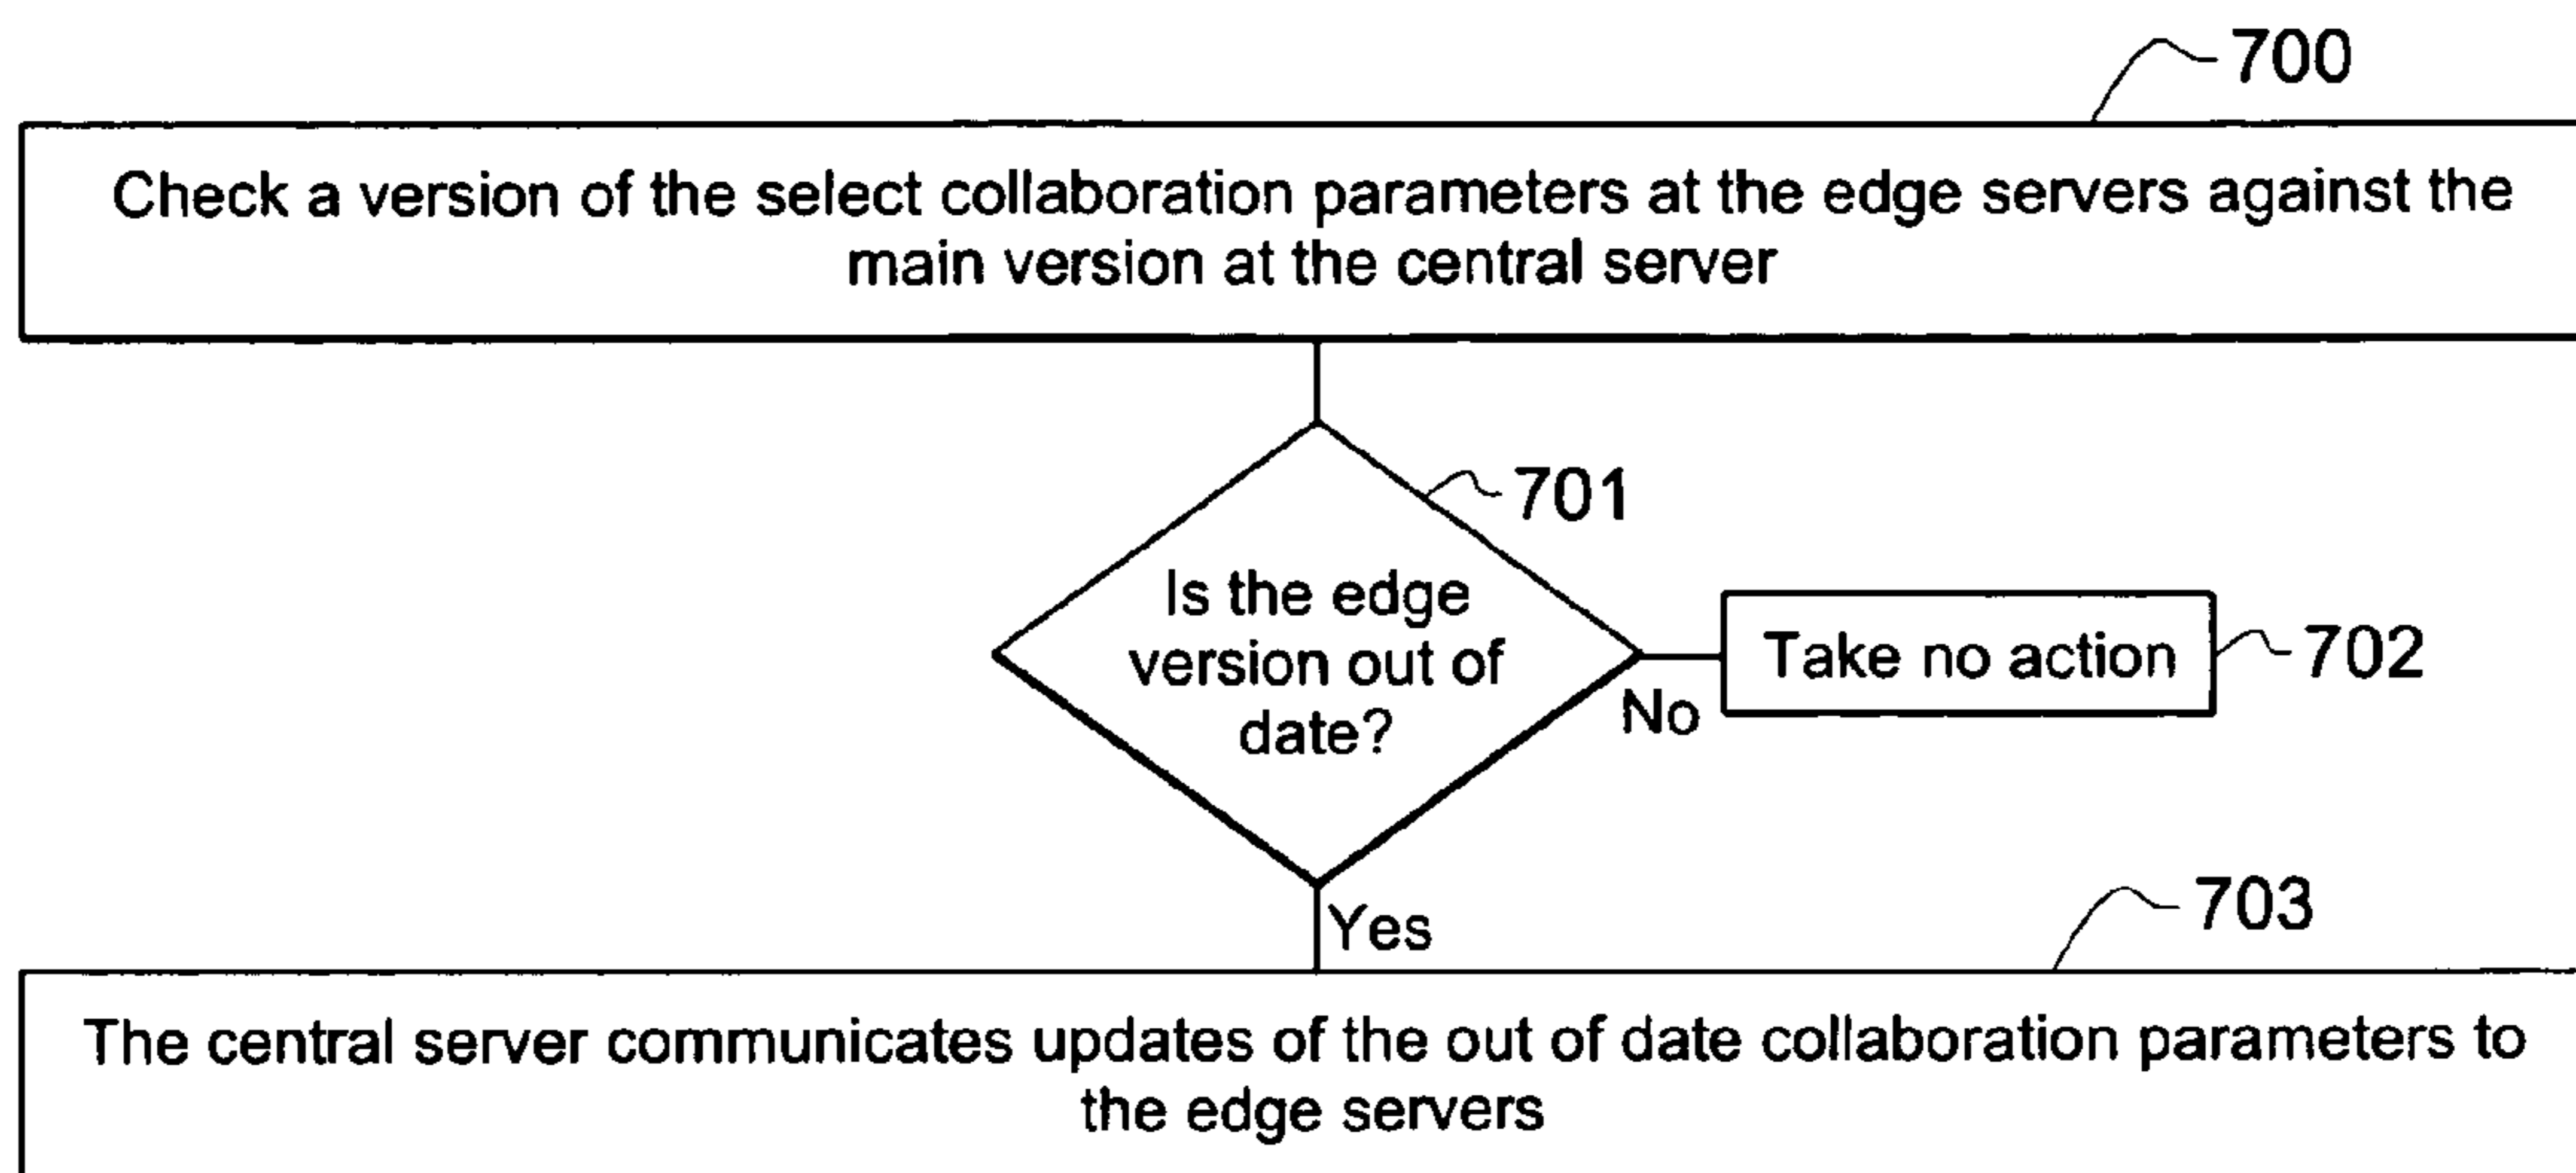 700
Check a version of the select collaboration parameters at the edge servers against the
main version at the central server
701
Is the edge
version out of
date?
Take no action
702
No
Yes
703
The central server communicates updates of the out of date collaboration parameters to
the edge servers